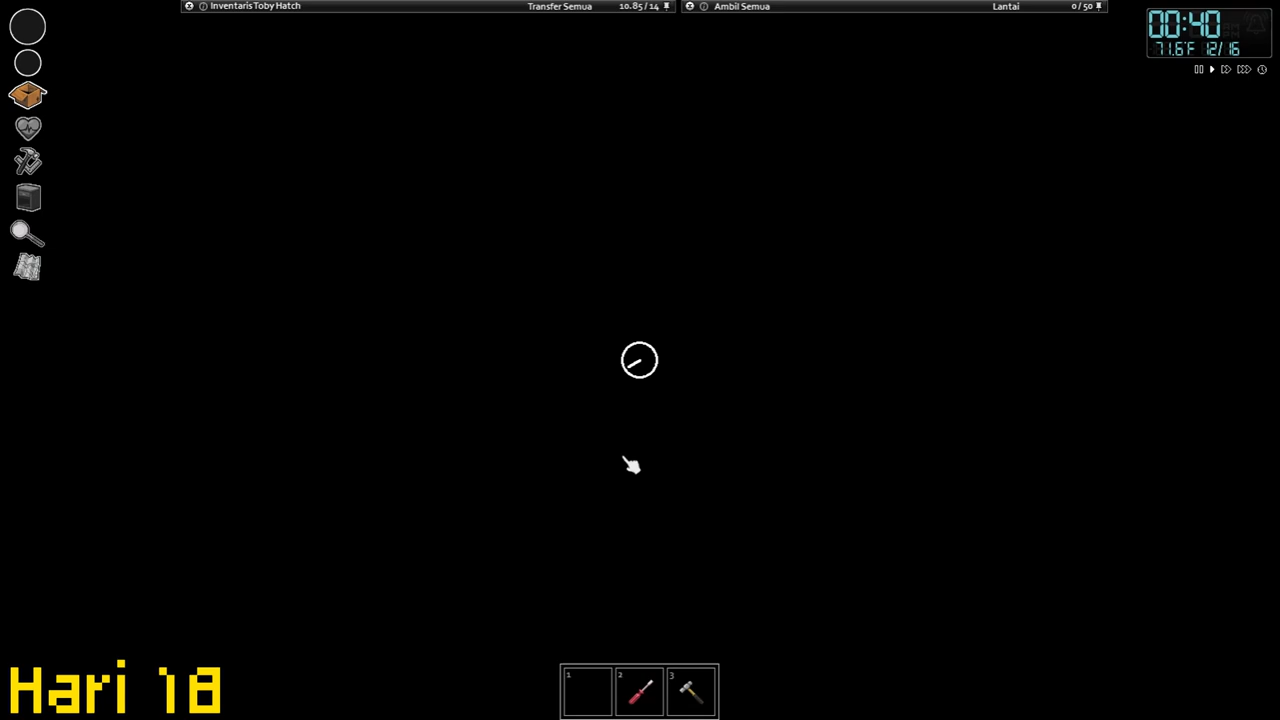 Inventaris Toby Hatch Transfer Semua 10.85 / 14
Ambil Semua Lantai 0 / 50
00:40
71.6°F 12/16
1 2 3
Hari 18